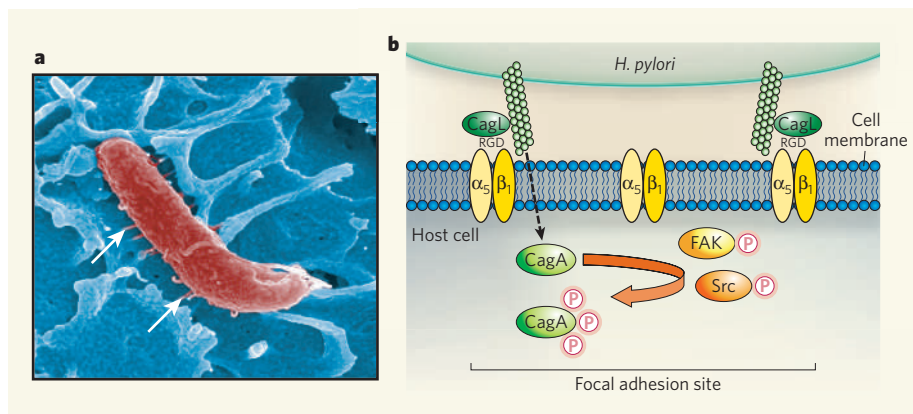 a
b
H. pylori
CagL
RGD
CagL
RGD
Cell
membrane
α5 β1
α5 β1
α5 β1
Host cell
FAK P
CagA
Src P
P
CagA P
P
Focal adhesion site